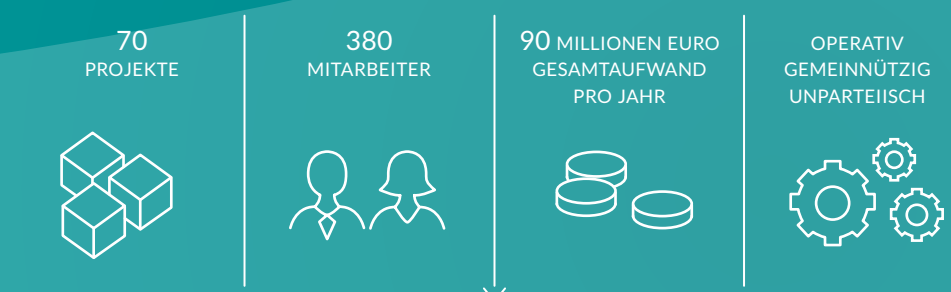 70
PROJEKTE
380
MITARBEITER
90 MILLIONEN EURO
GESAMTAUFWAND
PRO JAHR
OPERATIV
GEMEINNÜTZIG
UNPARTEIISCH